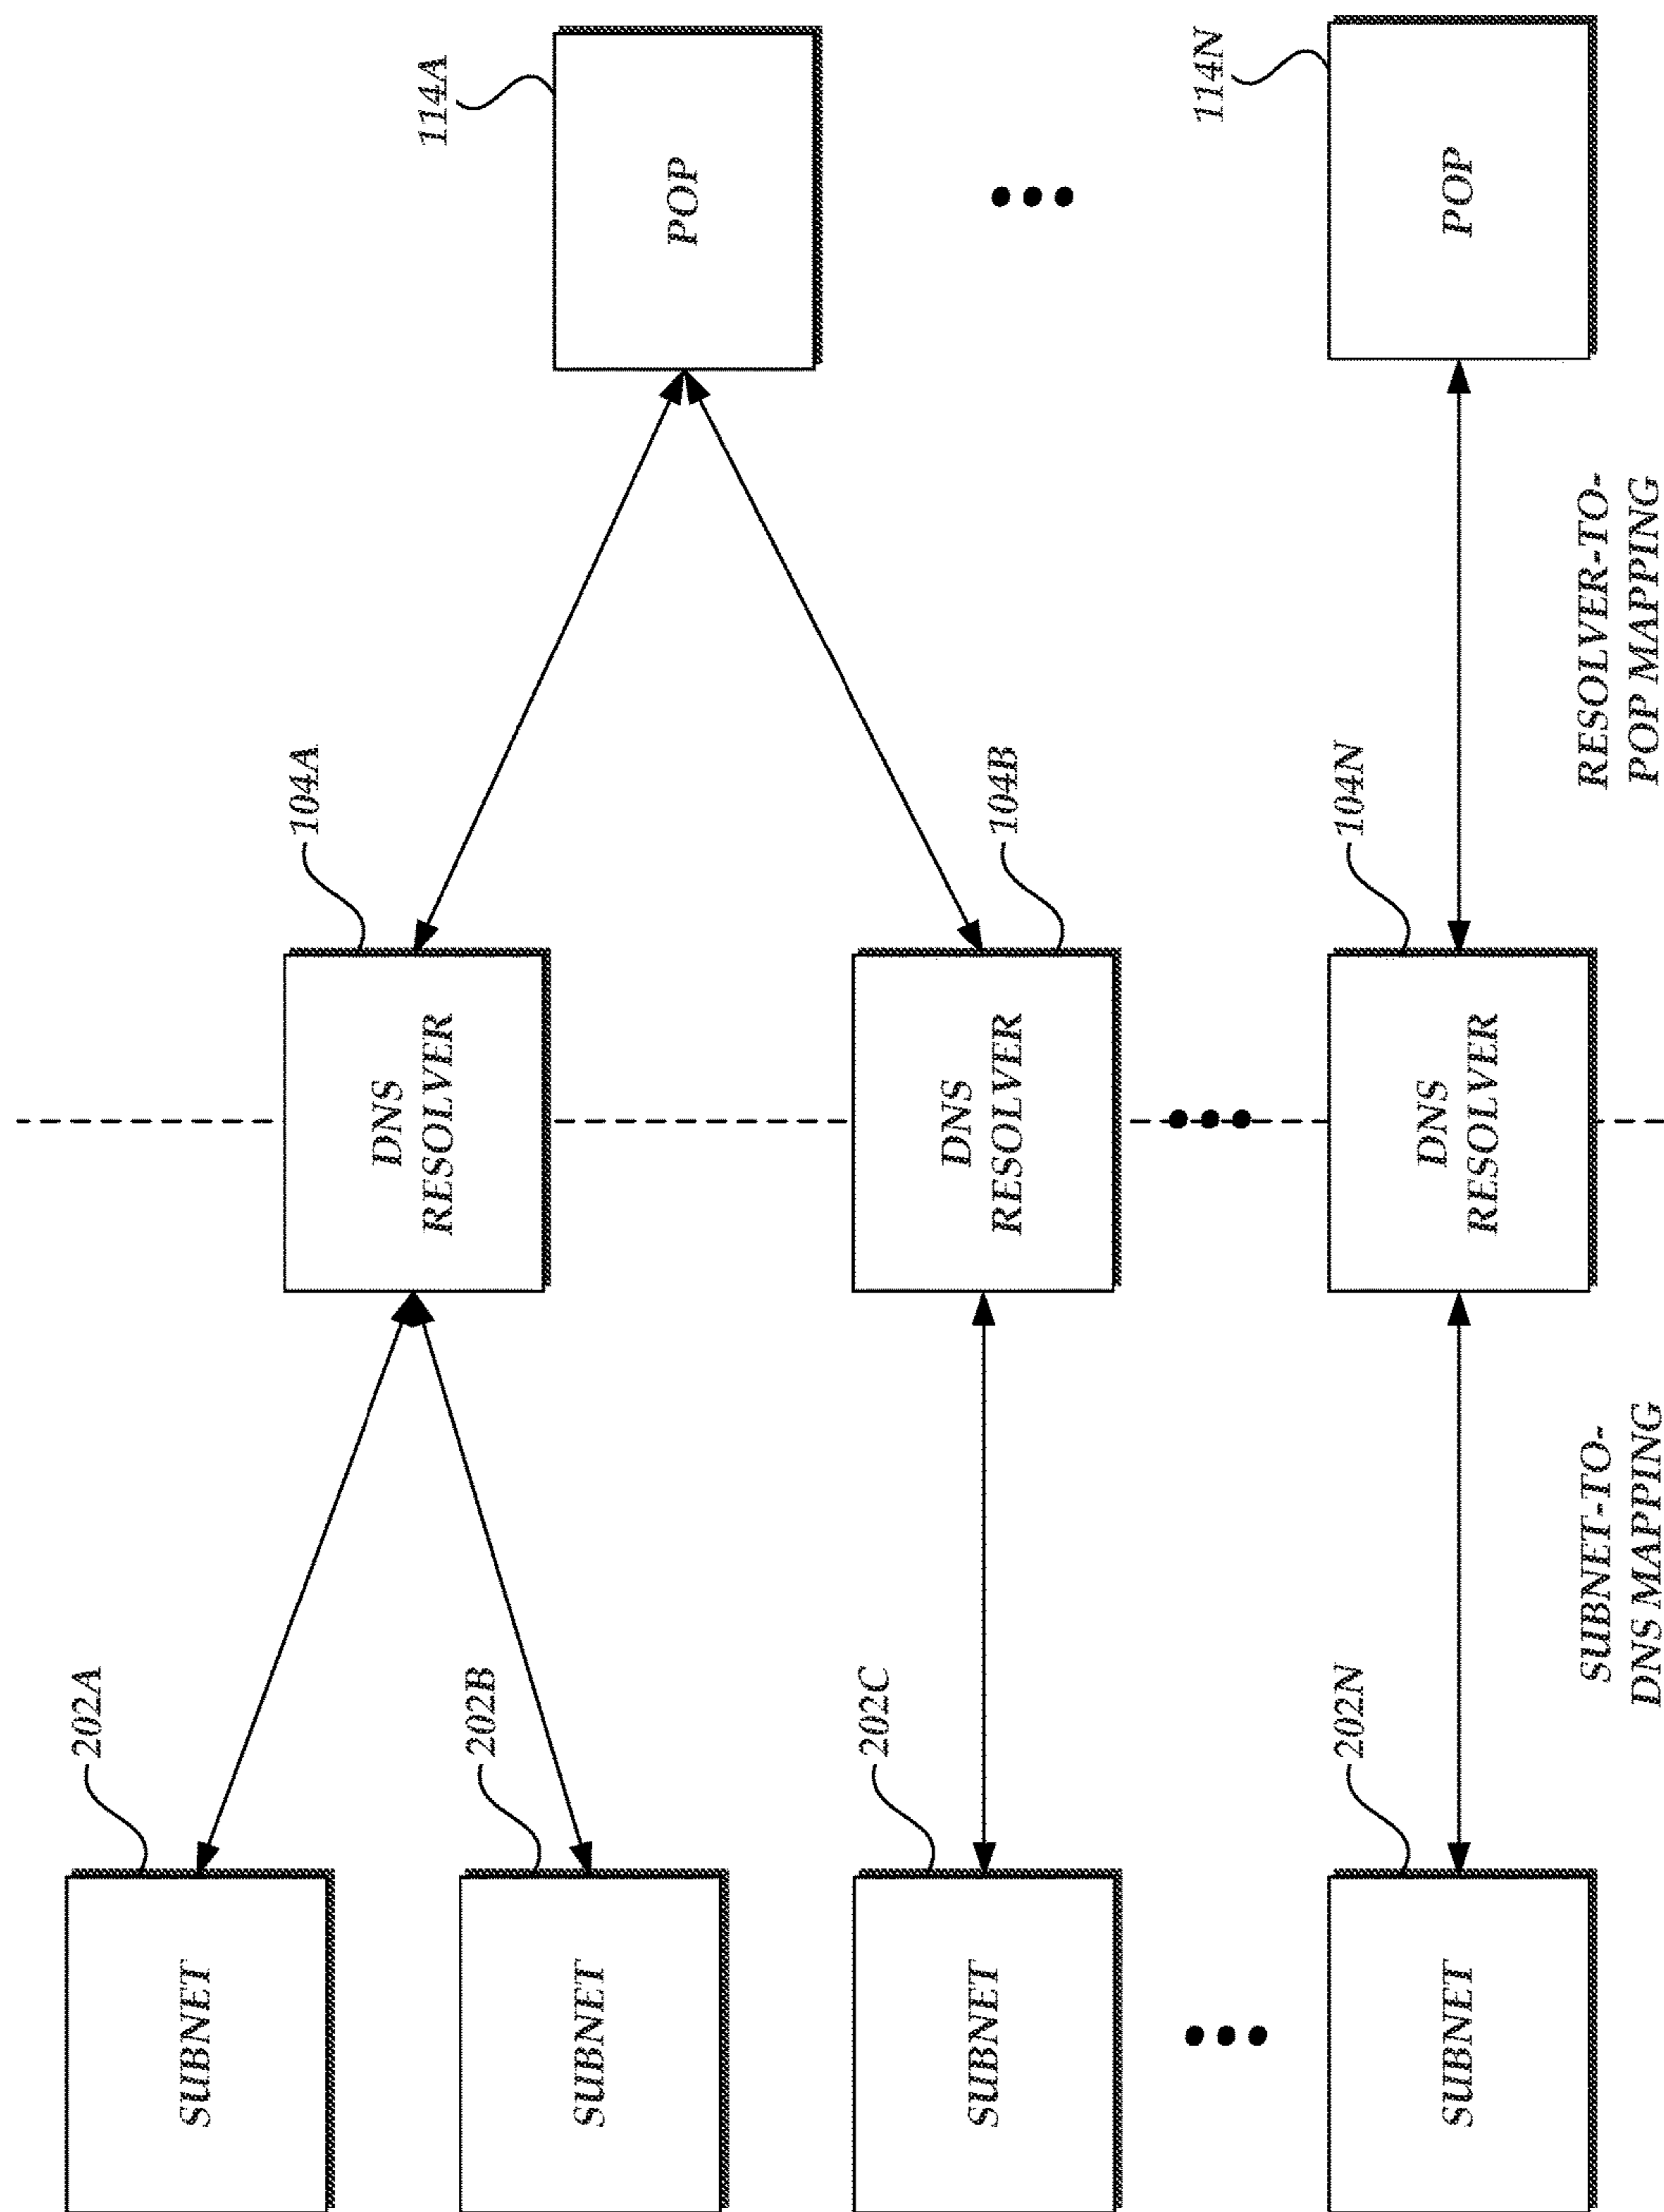 202A
SUBNET
104A
DNS
RESOLVER
114A
POP
202B
SUBNET
202C
SUBNET
104B
DNS
RESOLVER
202N
SUBNET
104N
DNS
RESOLVER
114N
POP
SUBNET-TO-
DNS MAPPING
RESOLVER-TO-
POP MAPPING